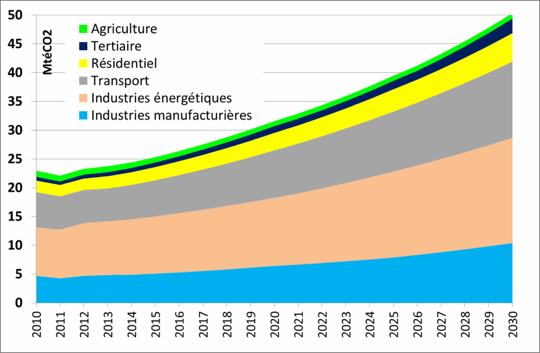 MtéCO2
50
45
40
35
30
25
20
15
10
5
0
Agriculture
Tertiaire
Résidentiel
Transport
Industries énergétiques
Industries manufacturières
2010 2011 2012 2013 2014 2015 2016 2017 2018 2019 2020 2021 2022 2023 2024 2025 2026 2027 2028 2029 2030